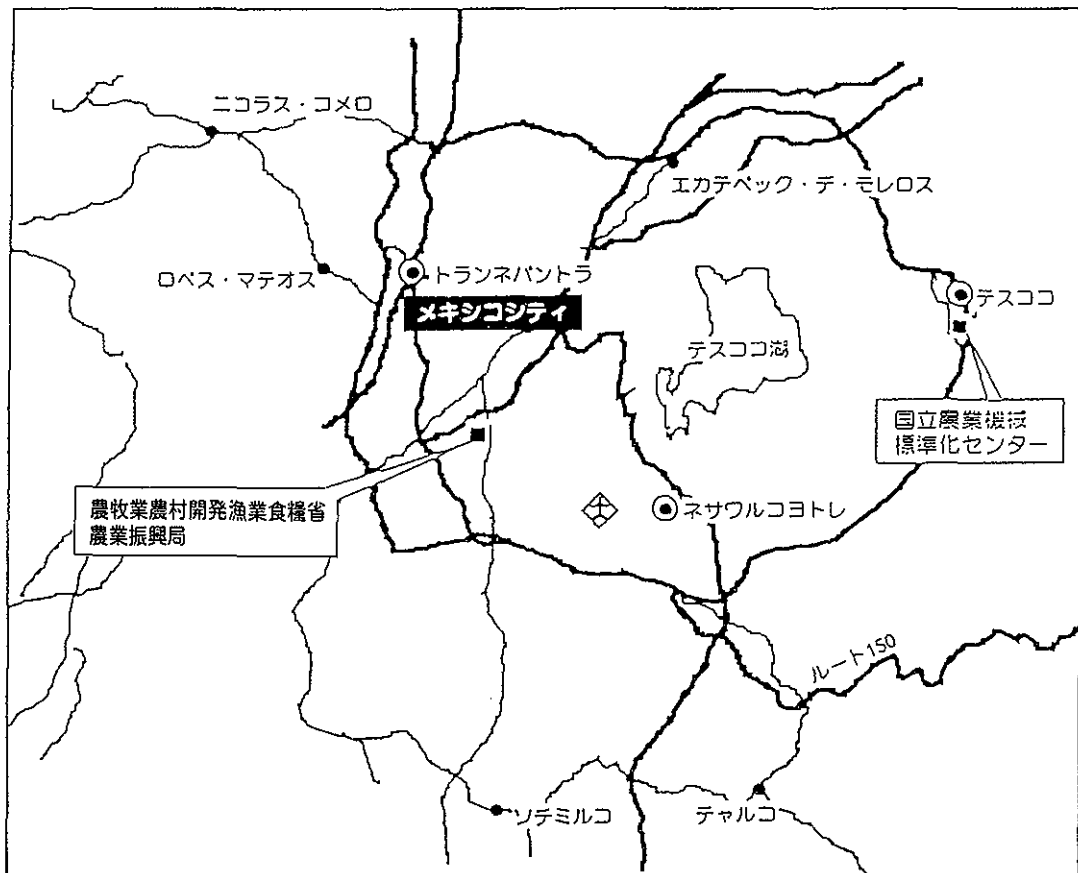 ニコラス・コメロ
エカテペック・デ・モレロス
ロペス・マテオス
トランネパントラ
メキシコシティ
テスココ
テスココ湖
国立農業機械
標準化センター
農牧業農村開発漁業食糧省
農業振興局
ネサウルコヨトレ
ルート150
ソチミルコ
チャルコ